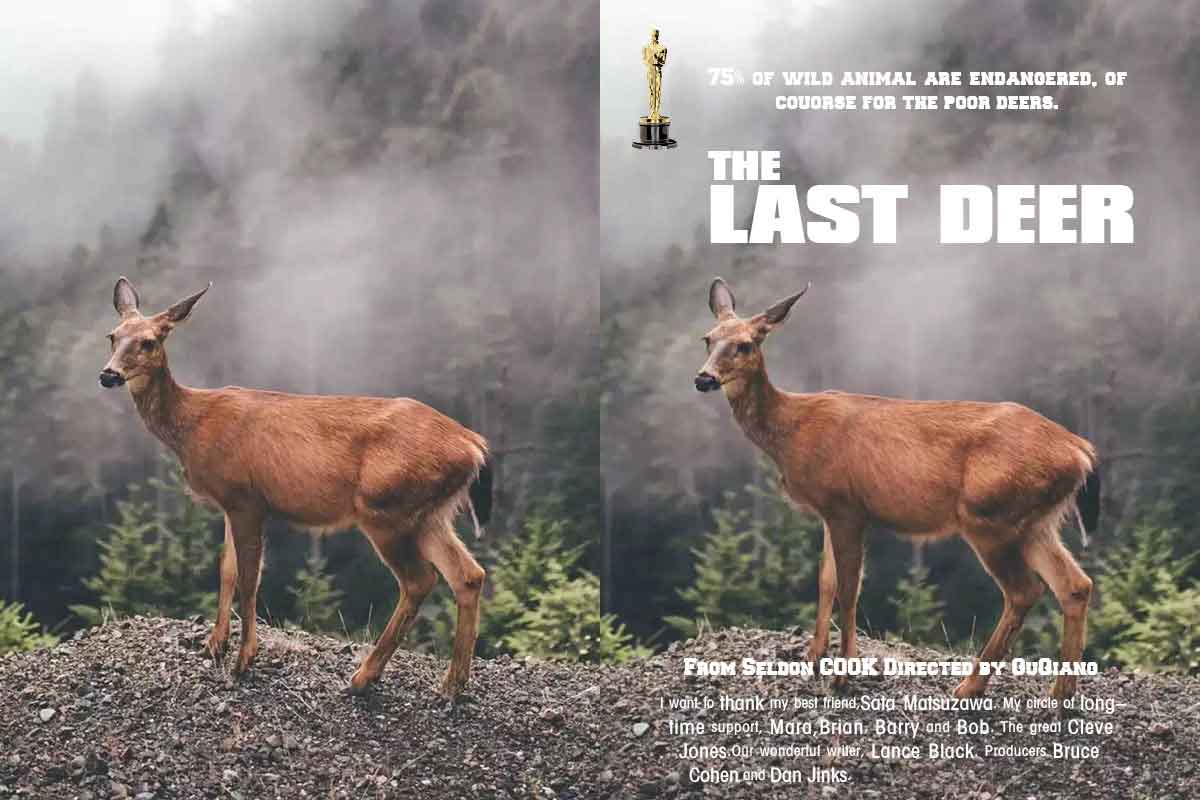 75% OF WILD ANIMAL ARE ENDANGERED, OF
COUORSE FOR THE POOR DEERS.
THE
LAST DEER
FROM SELDON COOK DIRECTED BY GUGIANO
I want to thank my best friend,Sata Matsuzawa. My circle of long-
time support, Mara,Brian, Barry and Bob. The great Cleve
Jones.Our wonderful writer, Lance Black. Producers Bruce
Cohen and Dan Jinks.